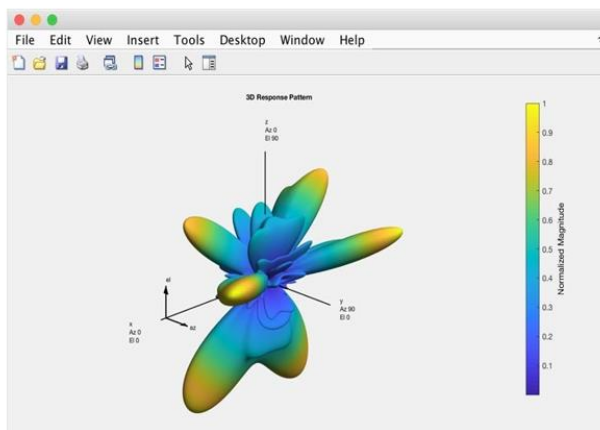 File Edit View Insert Tools Desktop Window Help
3D Response Pattern
z
Az 0
El 90
1
0.9
0.8
0.7
0.6
0.5
0.4
0.3
0.2
0.1
Normalized Magnitude
el
az
x
Az 0
El 0
y
Az 90
El 0